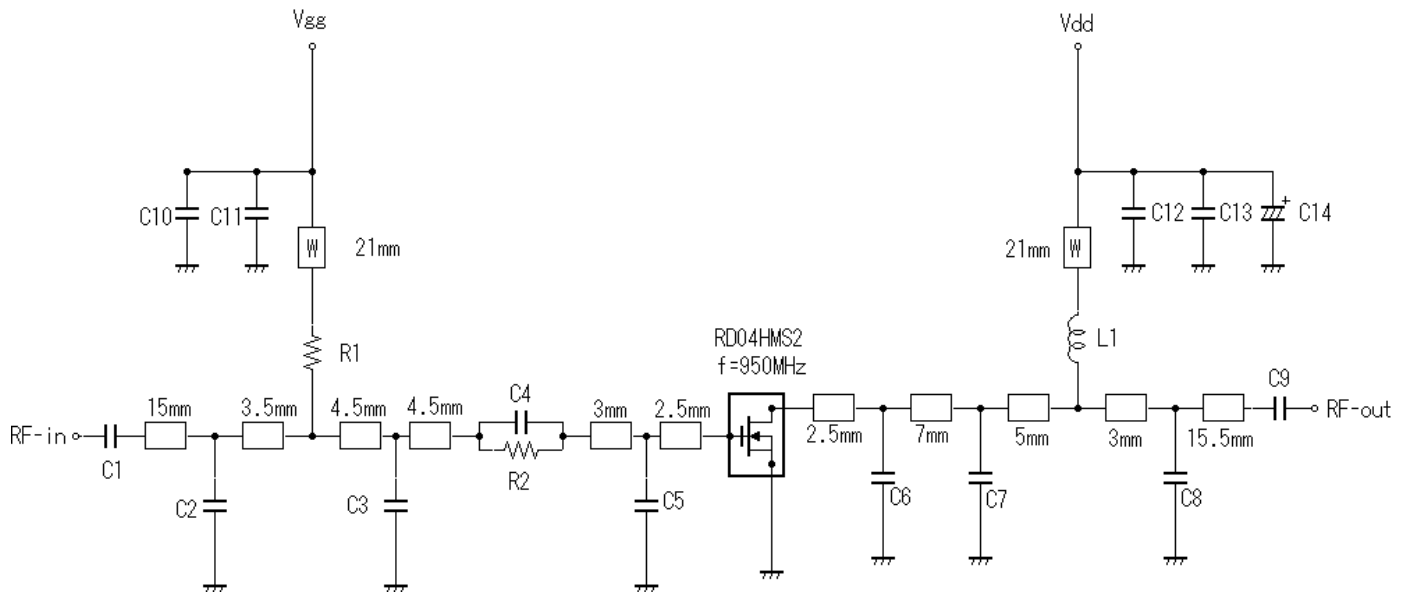 Vgg
Vdd
C10
C11
W
21mm
21mm
W
C12
C13
C14
R1
RD04HMS2
f=950MHz
L1
RF-in
C1
15mm
3.5mm
4.5mm
4.5mm
C4
R2
3mm
2.5mm
2.5mm
7mm
5mm
3mm
15.5mm
C9
RF-out
C2
C3
C5
C6
C7
C8